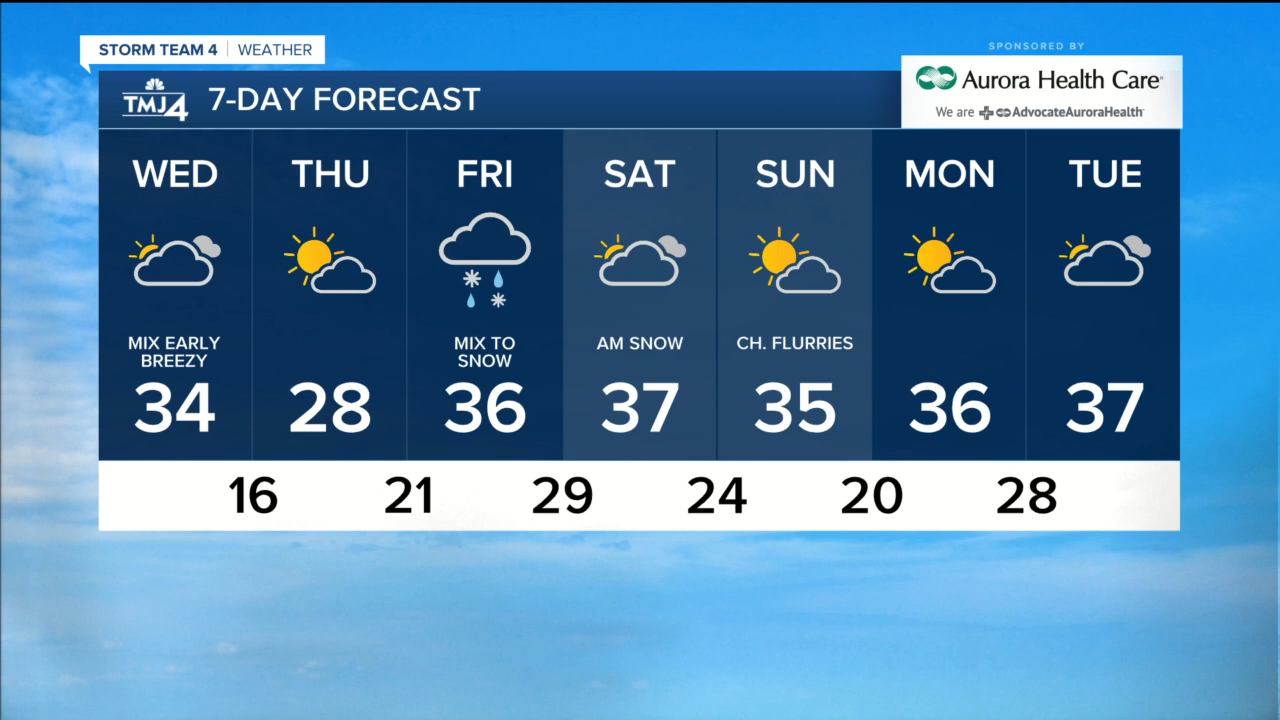 STORM TEAM 4 | WEATHER
SPONSORED BY
Aurora Health Care®
We are AdvocateAuroraHealth
TMJ4
7-DAY FORECAST
WED THU FRI SAT SUN MON TUE
MIX EARLY
BREEZY
MIX TO
SNOW
AM SNOW
CH. FLURRIES
34 28 36 37 35 36 37
16 21 29 24 20 28